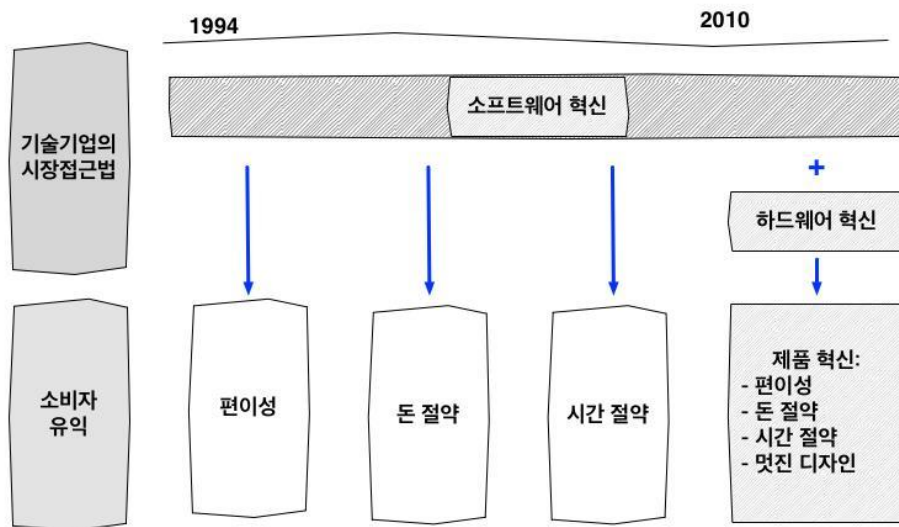 1994
2010
기술기업의
시장접근법
소프트웨어 혁신
+
하드웨어 혁신
소비자
유익
편이성
돈 절약
시간 절약
제품 혁신:
- 편이성
- 돈 절약
- 시간 절약
- 멋진 디자인